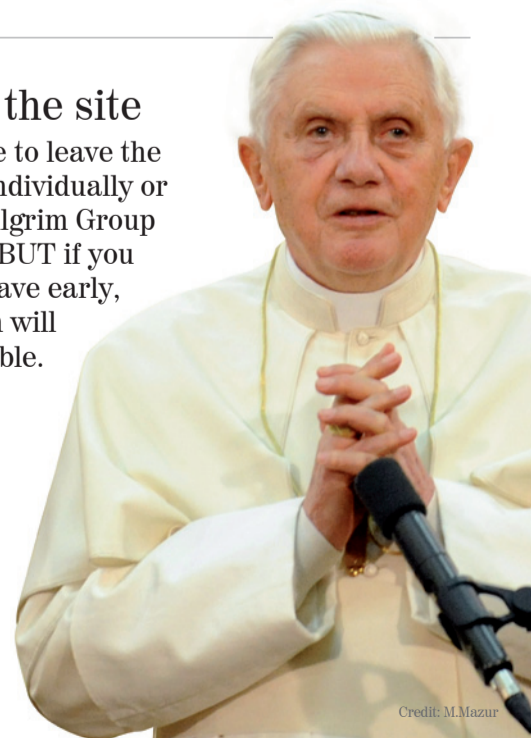 the site
e to leave the
ndividually or
lgrim Group
BUT if you
ave early,
will
ble.
Credit: M.Mazur